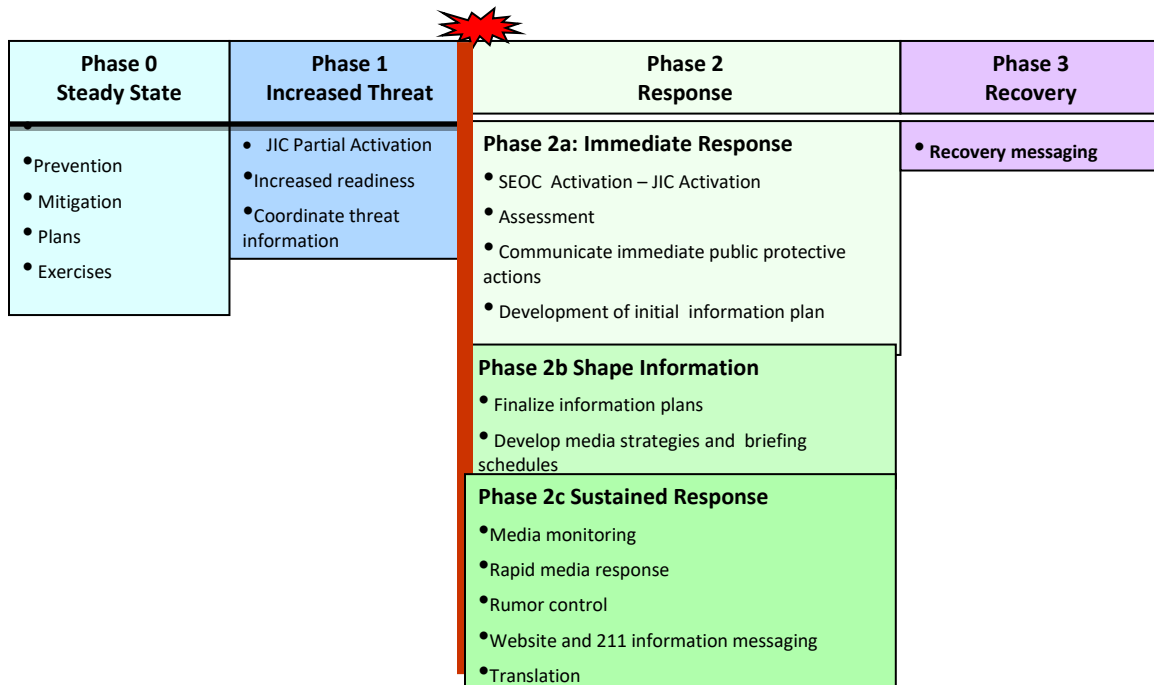 Phase 0
Steady State
Phase 1
Increased Threat
Phase 2
Response
Phase 3
Recovery
•
•Prevention
• Mitigation
• Plans
• Exercises
• JIC Partial Activation
•Increased readiness
•Coordinate threat
information
Phase 2a: Immediate Response
• SEOC Activation – JIC Activation
• Assessment
• Communicate immediate public protective
actions
• Development of initial information plan
Phase 2b Shape Information
• Finalize information plans
• Develop media strategies and briefing
schedules
Phase 2c Sustained Response
•Media monitoring
•Rapid media response
•Rumor control
•Website and 211 information messaging
•Translation
• Recovery messaging